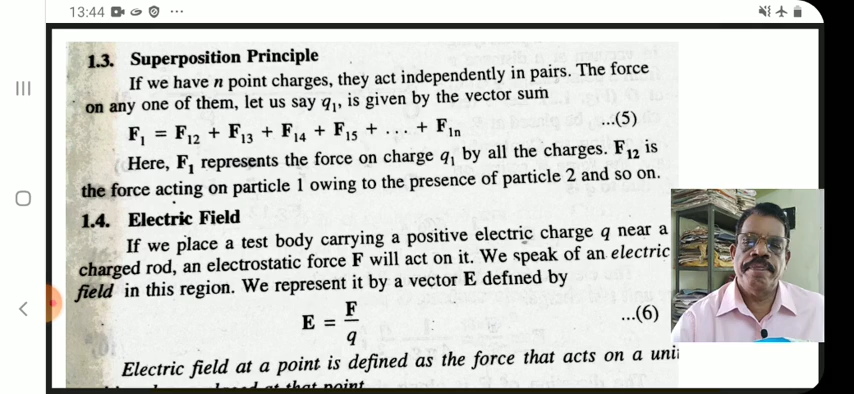 13:44
1.3. Superposition Principle
If we have n point charges, they act independently in pairs. The force
on any one of them, let us say q₁, is given by the vector sum
F₁ = F₁₂ + F₁₃ + F₁₄ + F₁₅ + ... + F₁ₙ ...(5)
Here, F₁ represents the force on charge q₁ by all the charges. F₁₂ is
the force acting on particle 1 owing to the presence of particle 2 and so on.
1.4. Electric Field
If we place a test body carrying a positive electric charge q near a
charged rod, an electrostatic force F will act on it. We speak of an electric
field in this region. We represent it by a vector E defined by
E = F/q ...(6)
Electric field at a point is defined as the force that acts on a
at that point